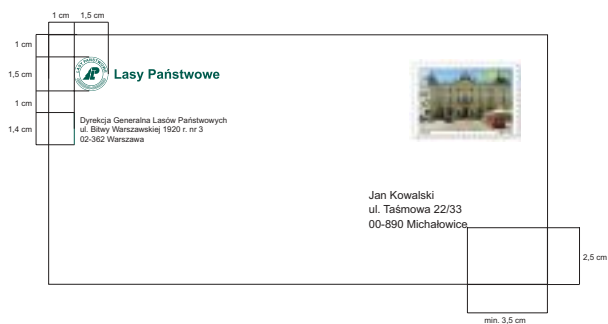 1 cm 1,5 cm
1 cm
1,5 cm
1 cm
1,4 cm
LASY PAŃSTWOWE
Lasy Państwowe
Dyrekcja Generalna Lasów Państwowych
ul. Bitwy Warszawskiej 1920 r. nr 3
02-362 Warszawa
Jan Kowalski
ul. Taśmowa 22/33
00-890 Michałowice
2,5 cm
min. 3,5 cm